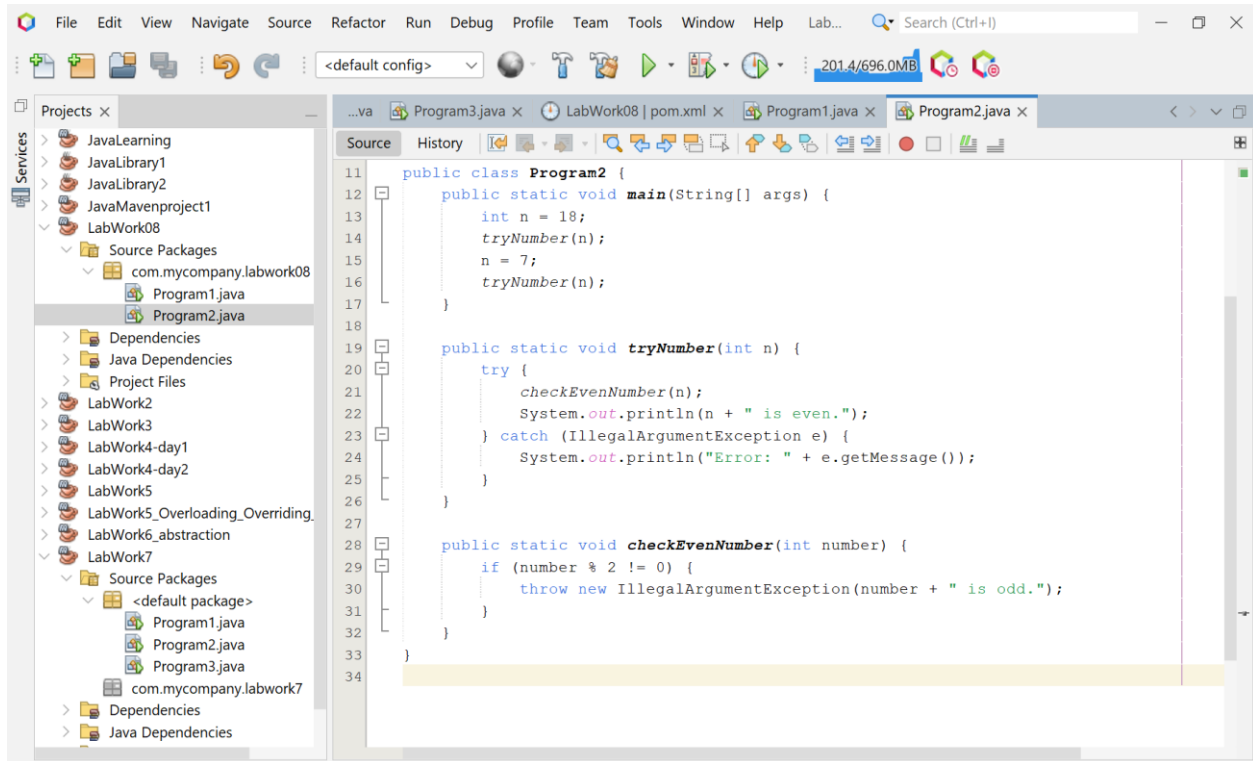 File Edit View Navigate Source Refactor Run Debug Profile Team Tools Window Help Lab... Search (Ctrl+I)
<default config> 201.4/696.0MB
Services
Projects
JavaLearning
JavaLibrary1
JavaLibrary2
JavaMavenproject1
LabWork08
Source Packages
com.mycompany.labwork08
Program1.java
Program2.java
Dependencies
Java Dependencies
Project Files
LabWork2
LabWork3
LabWork4-day1
LabWork4-day2
LabWork5
LabWork5_Overloading_Overriding_
LabWork6_abstraction
LabWork7
Source Packages
<default package>
Program1.java
Program2.java
Program3.java
com.mycompany.labwork7
Dependencies
Java Dependencies
...va Program3.java LabWork08 | pom.xml Program1.java Program2.java
Source History
11 public class Program2 {
12     public static void main(String[] args) {
13         int n = 18;
14         tryNumber(n);
15         n = 7;
16         tryNumber(n);
17     }
18
19     public static void tryNumber(int n) {
20         try {
21             checkEvenNumber(n);
22             System.out.println(n + " is even.");
23         } catch (IllegalArgumentException e) {
24             System.out.println("Error: " + e.getMessage());
25         }
26     }
27
28     public static void checkEvenNumber(int number) {
29         if (number % 2 != 0) {
30             throw new IllegalArgumentException(number + " is odd.");
31         }
32     }
33 }
34